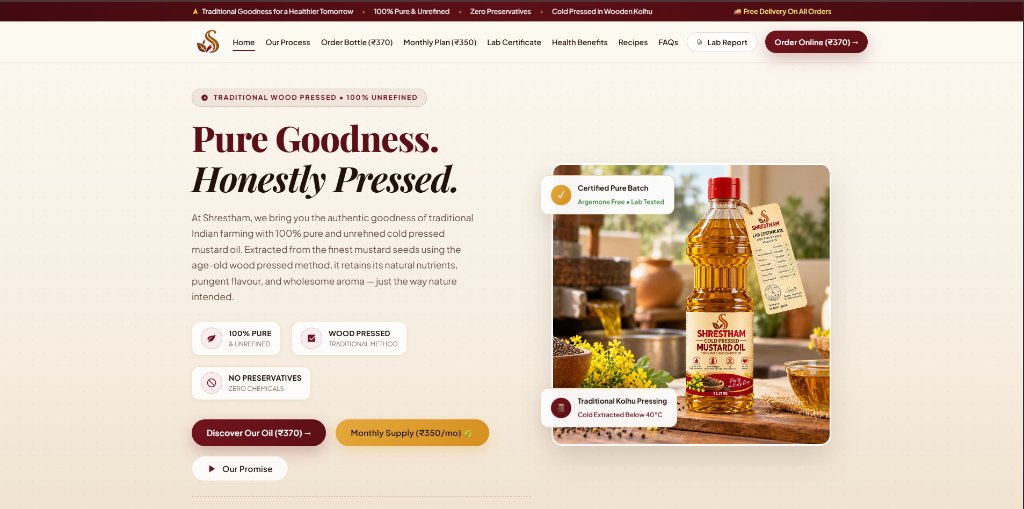 Traditional Goodness for a Healthier Tomorrow • 100% Pure & Unrefined • Zero Preservatives • Cold Pressed in Wooden Kolhu
Free Delivery On All Orders
Home Our Process Order Bottle (₹370) Monthly Plan (₹350) Lab Certificate Health Benefits Recipes FAQs Lab Report Order Online (₹370) →
TRADITIONAL WOOD PRESSED • 100% UNREFINED
Pure Goodness.
Honestly Pressed.
At Shrestham, we bring you the authentic goodness of traditional
Indian farming with 100% pure and unrefined cold pressed
mustard oil. Extracted from the finest mustard seeds using the
age-old wood pressed method, it retains its natural nutrients,
pungent flavour, and wholesome aroma — just the way nature
intended.
100% PURE
& UNREFINED
WOOD PRESSED
TRADITIONAL METHOD
NO PRESERVATIVES
ZERO CHEMICALS
Discover Our Oil (₹370) →
Monthly Supply (₹350/mo)
Our Promise
Certified Pure Batch
Argemone Free • Lab Tested
SHRESTHAM
LAB CERTIFICATE
SHRESTHAM
COLD PRESSED
MUSTARD OIL
1 LITRE
Traditional Kolhu Pressing
Cold Extracted Below 40°C